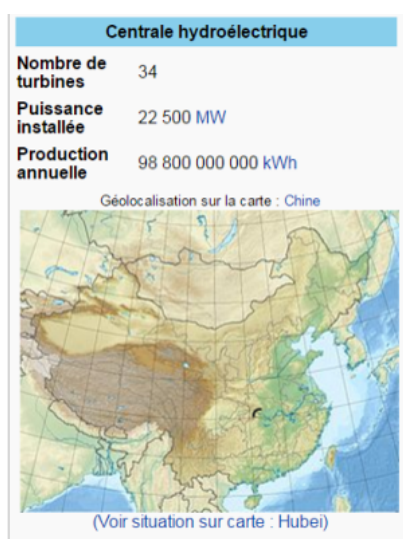 Centrale hydroélectrique
Nombre de
turbines
34
Puissance
installée
22 500 MW
Production
annuelle
98 800 000 000 kWh
Géolocalisation sur la carte : Chine
(Voir situation sur carte : Hubei)